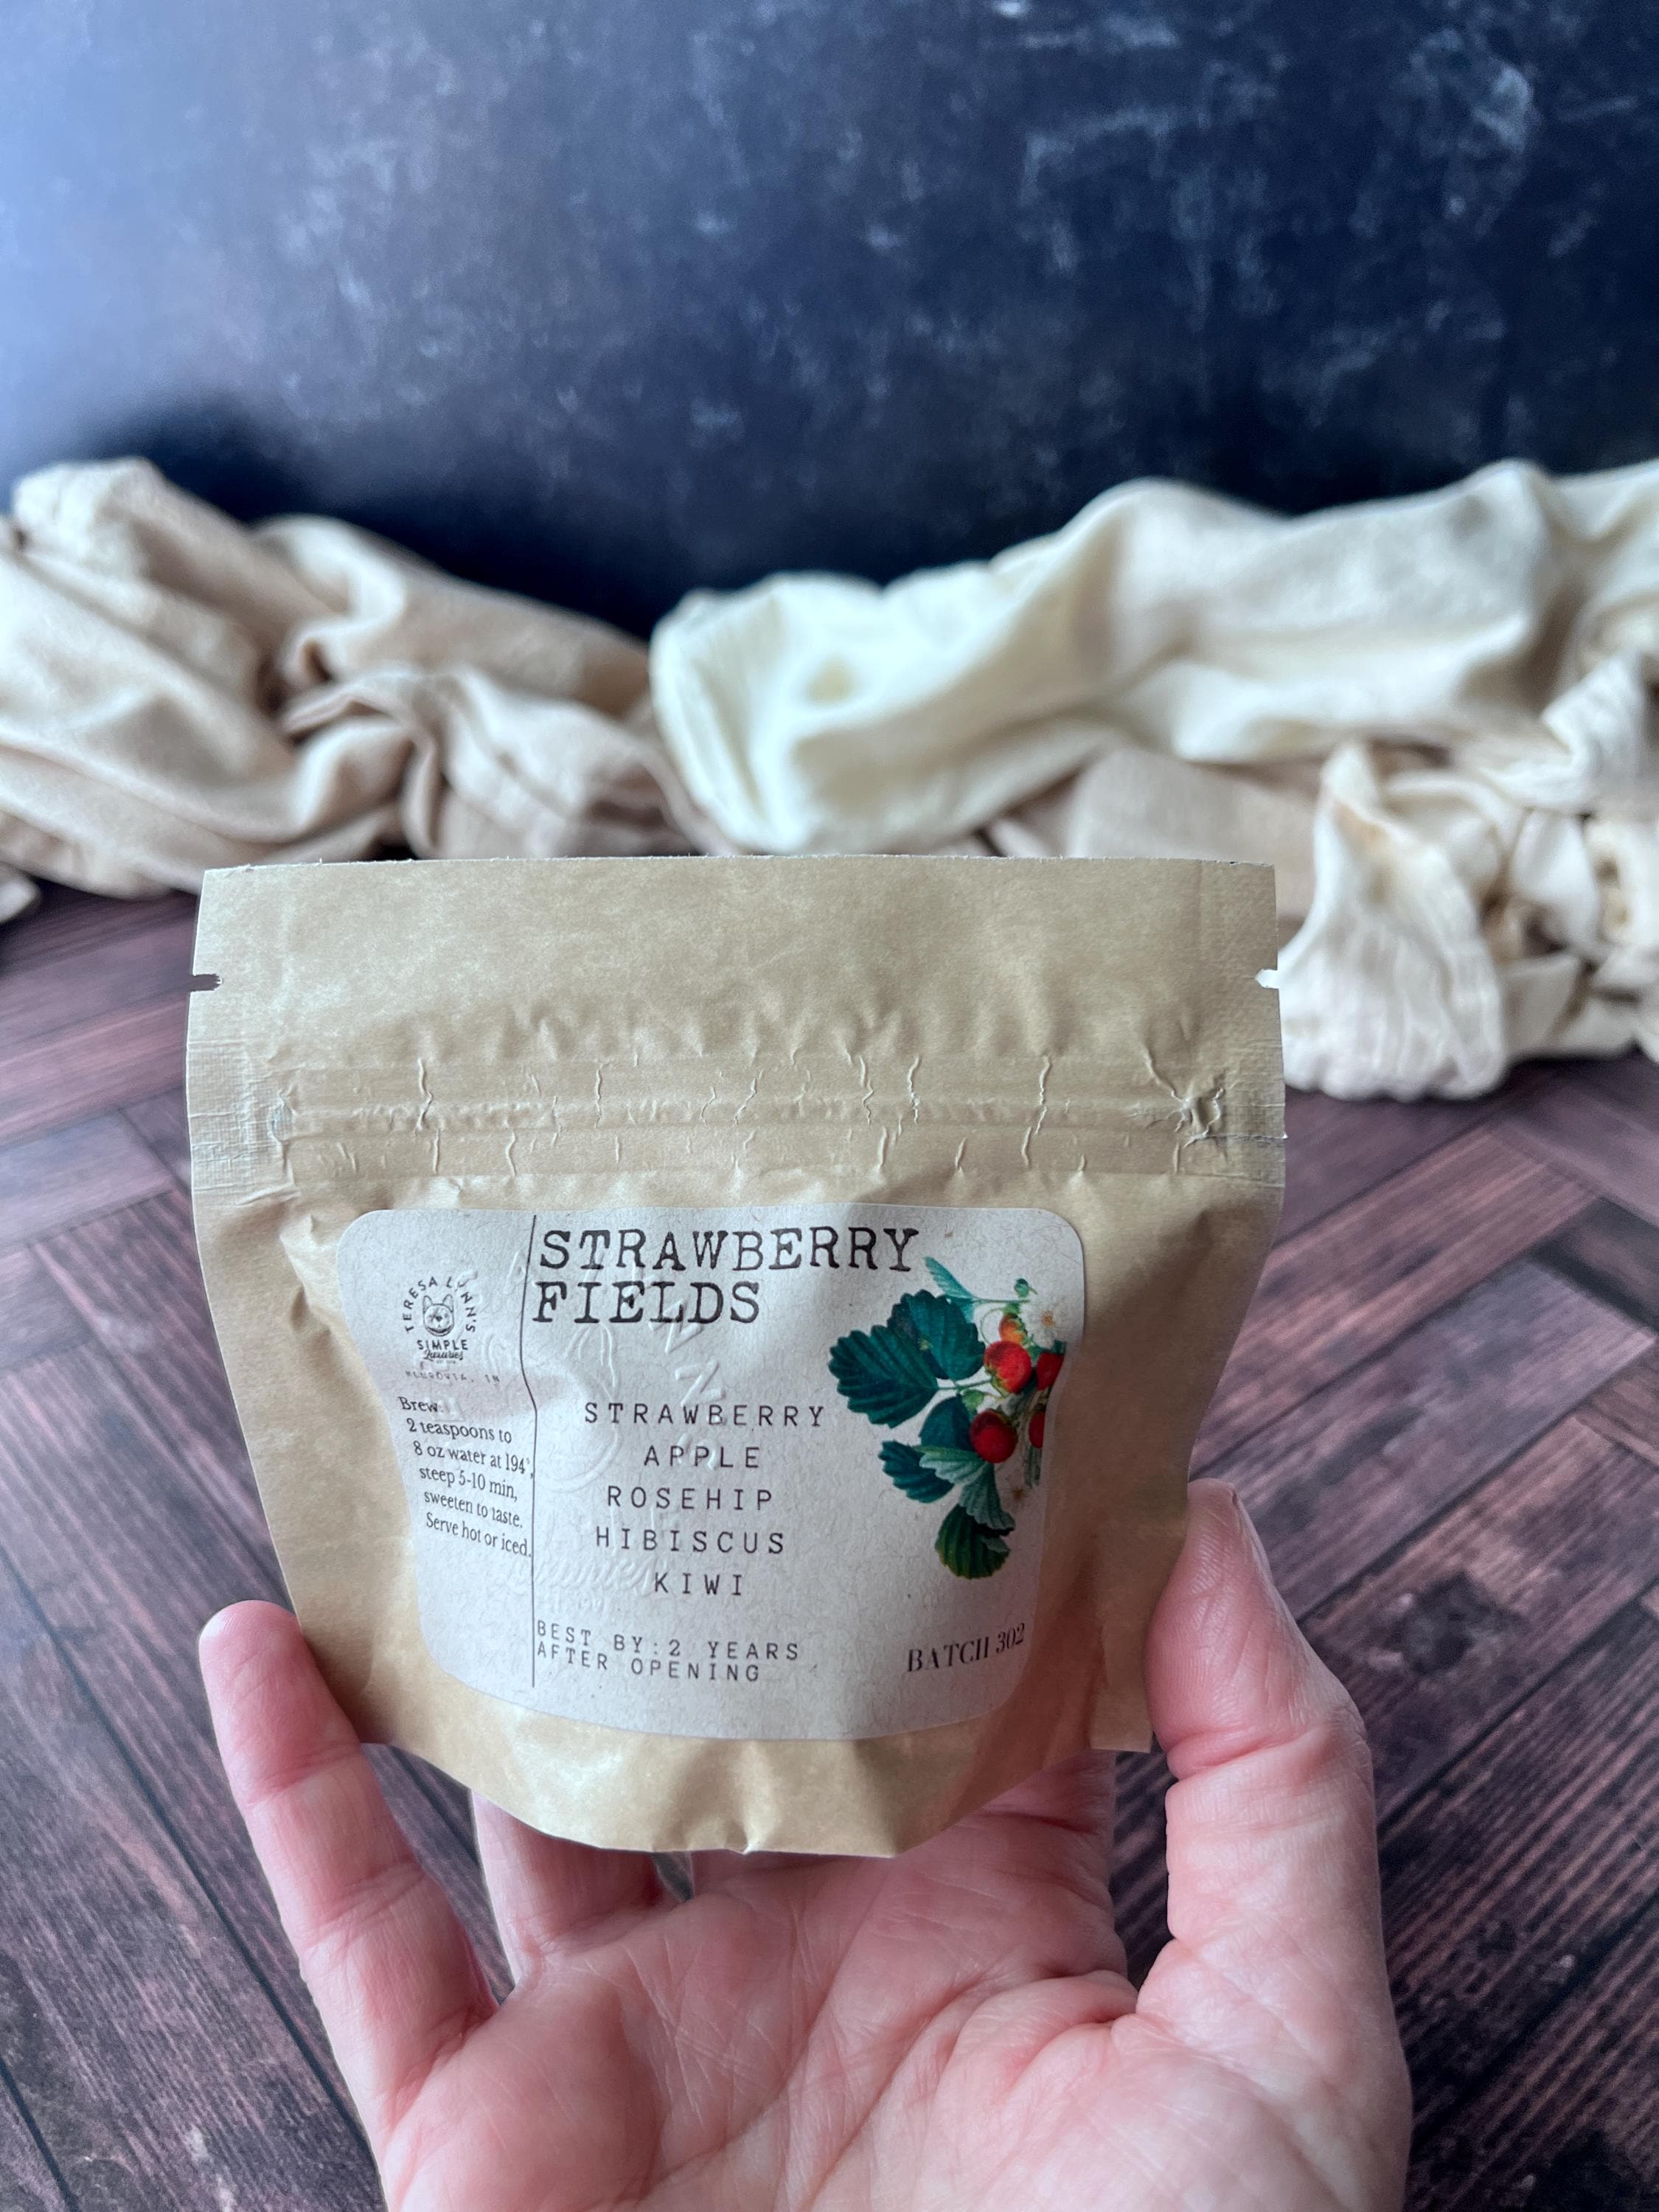 STRAWBERRY
FIELDS
TERESA LYNN'S
SIMPLE
Luxuries
Brew:
2 teaspoons to
8 oz water at 194°,
steep 5-10 min,
sweeten to taste.
Serve hot or iced.
STRAWBERRY
APPLE
ROSEHIP
HIBISCUS
KIWI
BEST BY:2 YEARS
AFTER OPENING
BATCH 302